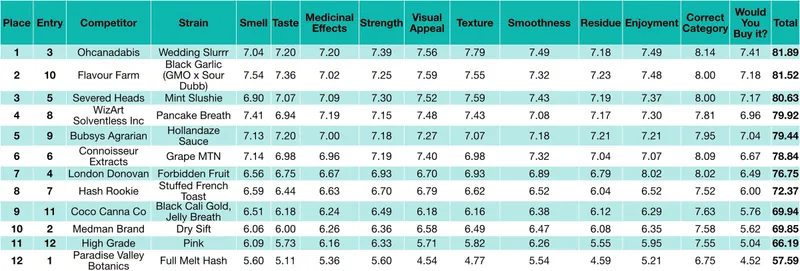 Place Entry Competitor Strain Smell Taste Medicinal Effects Strength Visual Appeal Texture Smoothness Residue Enjoyment Correct Category Would You Buy it? Total
1 3 Ohcanadabis Wedding Slurrr 7.04 7.20 7.20 7.39 7.56 7.79 7.49 7.18 7.49 8.14 7.41 81.89
2 10 Flavour Farm Black Garlic (GMO x Sour Dubb) 7.54 7.36 7.02 7.25 7.59 7.55 7.32 7.23 7.48 8.00 7.18 81.52
3 5 Severed Heads Mint Slushie 6.90 7.07 7.09 7.30 7.52 7.59 7.43 7.19 7.37 8.00 7.17 80.63
4 8 WizArt Solventless Inc Pancake Breath 7.41 6.94 7.19 7.15 7.48 7.43 7.08 7.17 7.30 7.81 6.96 79.92
5 9 Bubsys Agrarian Hollandaze Sauce 7.13 7.20 7.00 7.18 7.27 7.07 7.18 7.21 7.21 7.95 7.04 79.44
6 6 Connoisseur Extracts Grape MTN 7.14 6.98 6.96 7.19 7.40 6.98 7.32 7.04 7.07 8.09 6.67 78.84
7 4 London Donovan Forbidden Fruit 6.56 6.75 6.67 6.93 6.70 6.93 6.89 6.79 8.02 8.02 6.49 76.75
8 7 Hash Rookie Stuffed French Toast 6.59 6.44 6.63 6.70 6.79 6.62 6.52 6.04 6.52 7.52 6.00 72.37
9 11 Coco Canna Co Black Cali Gold, Jelly Breath 6.51 6.18 6.24 6.49 6.18 6.16 6.38 6.12 6.29 7.63 5.76 69.94
10 2 Medman Brand Dry Sift 6.06 6.00 6.26 6.36 6.58 6.49 6.47 6.08 6.35 7.58 5.62 69.85
11 12 High Grade Pink 6.09 5.73 6.16 6.33 5.71 5.82 6.26 5.55 5.95 7.55 5.04 66.19
12 1 Paradise Valley Botanics Full Melt Hash 5.60 5.11 5.36 5.60 4.54 4.77 5.54 4.59 5.21 6.75 4.52 57.59